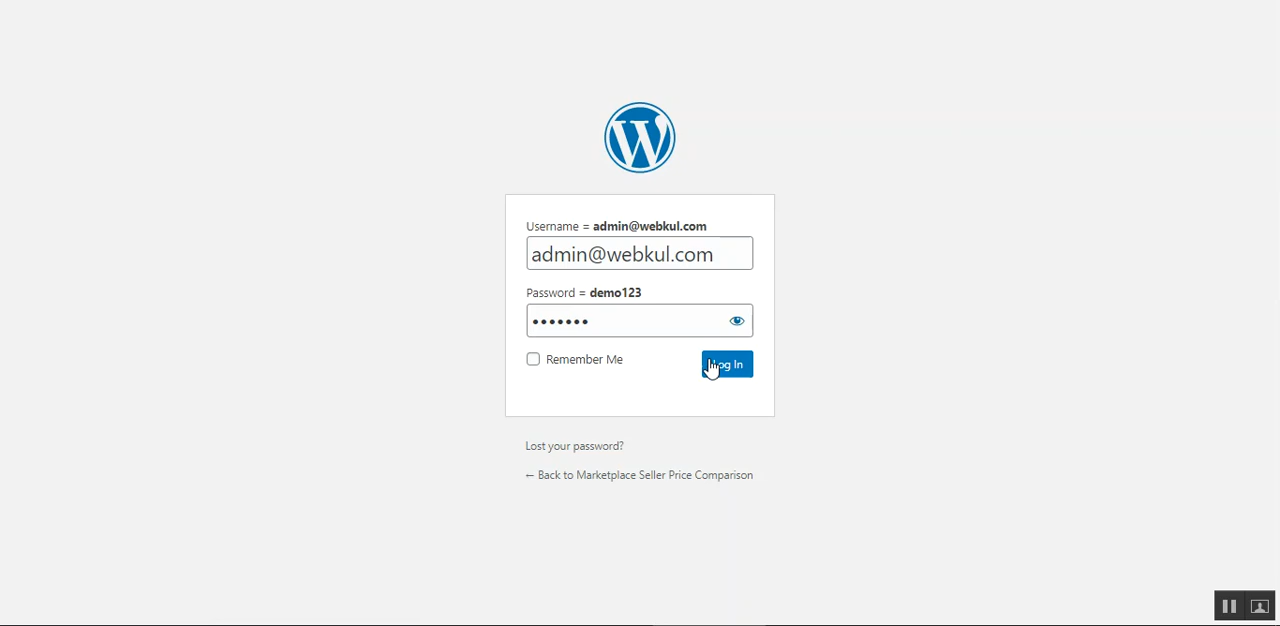 Username = admin@webkul.com
admin@webkul.com
Password = demo123
Remember Me
Log In
Lost your password?
← Back to Marketplace Seller Price Comparison